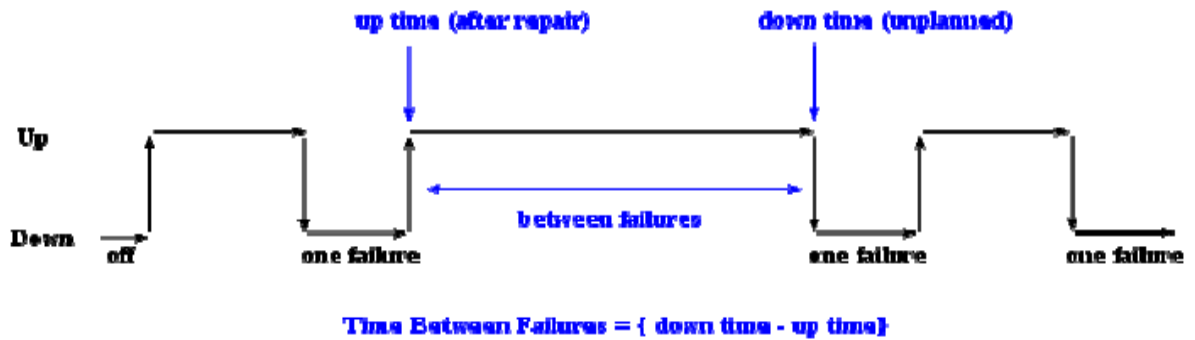 up time (after repair)
down time (unplanned)
Up
between failures
Down
off
one failure
one failure
one failure
Time Between Failures = { down time - up time}